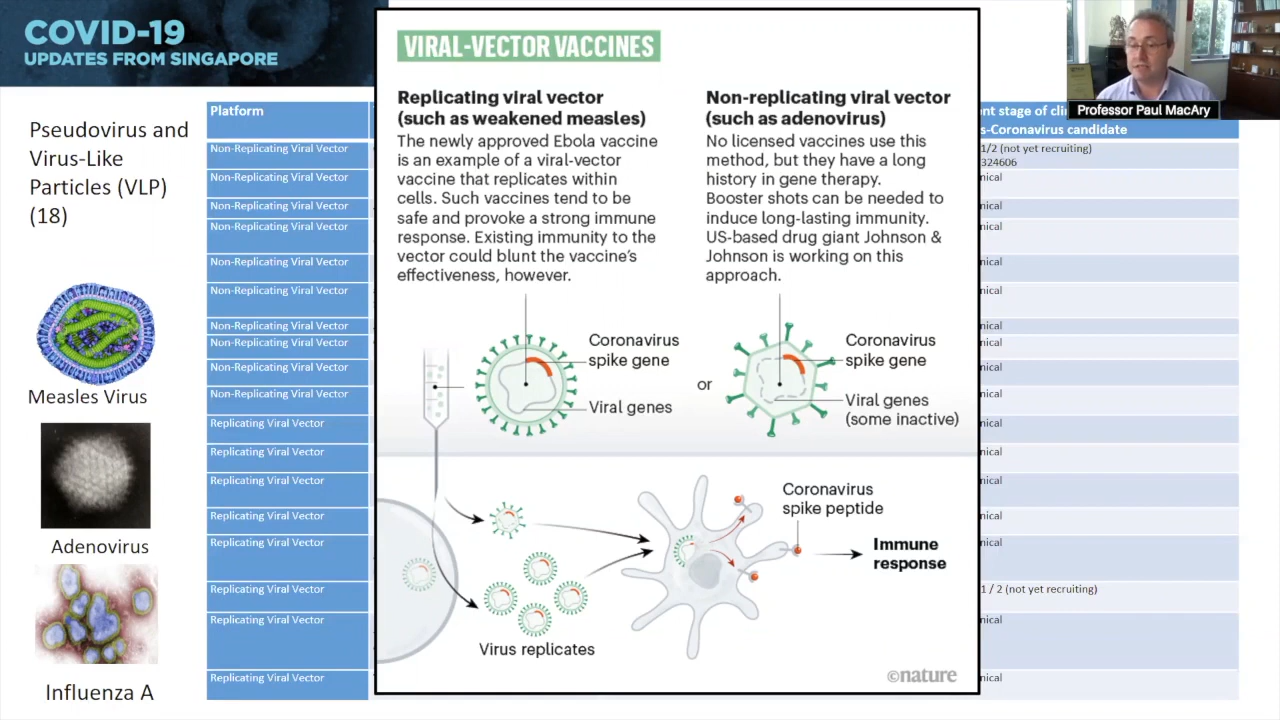 COVID-19
UPDATES FROM SINGAPORE
Professor Paul MacAry
Pseudovirus and
Virus-Like
Particles (VLP)
(18)
Measles Virus
Adenovirus
Influenza A
Platform
Non-Replicating Viral Vector
Non-Replicating Viral Vector
Non-Replicating Viral Vector
Non-Replicating Viral Vector
Non-Replicating Viral Vector
Non-Replicating Viral Vector
Non-Replicating Viral Vector
Non-Replicating Viral Vector
Non-Replicating Viral Vector
Non-Replicating Viral Vector
Replicating Viral Vector
Replicating Viral Vector
Replicating Viral Vector
Replicating Viral Vector
Replicating Viral Vector
Replicating Viral Vector
Replicating Viral Vector
Replicating Viral Vector
VIRAL-VECTOR VACCINES
Replicating viral vector
(such as weakened measles)
The newly approved Ebola vaccine
is an example of a viral-vector
vaccine that replicates within
cells. Such vaccines tend to be
safe and provoke a strong immune
response. Existing immunity to the
vector could blunt the vaccine's
effectiveness, however.
Non-replicating viral vector
(such as adenovirus)
No licensed vaccines use this
method, but they have a long
history in gene therapy.
Booster shots can be needed to
induce long-lasting immunity.
US-based drug giant Johnson &
Johnson is working on this
approach.
Coronavirus
spike gene
Viral genes
or
Coronavirus
spike gene
Viral genes
(some inactive)
Virus replicates
Coronavirus
spike peptide
Immune
response
©nature
stage of
-Coronavirus candidate
1/2 (not yet recruiting)
324606
nical
nical
nical
nical
nical
nical
nical
nical
nical
nical
nical
nical
nical
nical
1 / 2 (not yet recruiting)
nical
nical